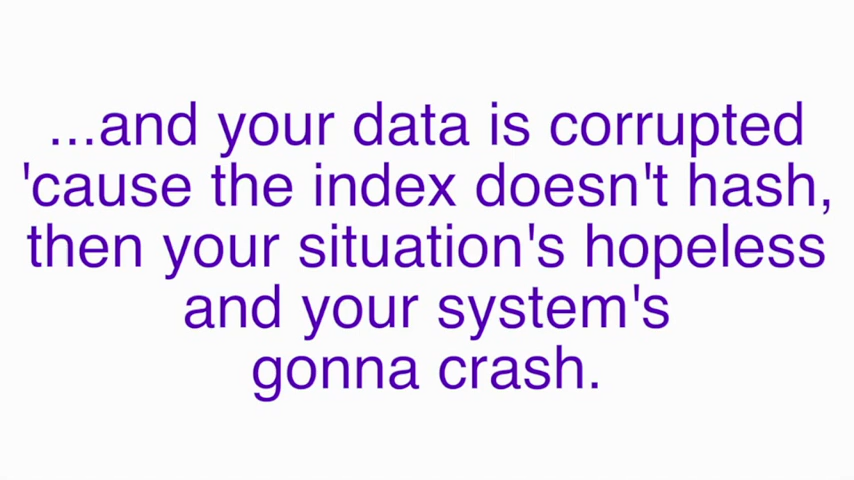 ...and your data is corrupted
'cause the index doesn't hash,
then your situation's hopeless
and your system's
gonna crash.